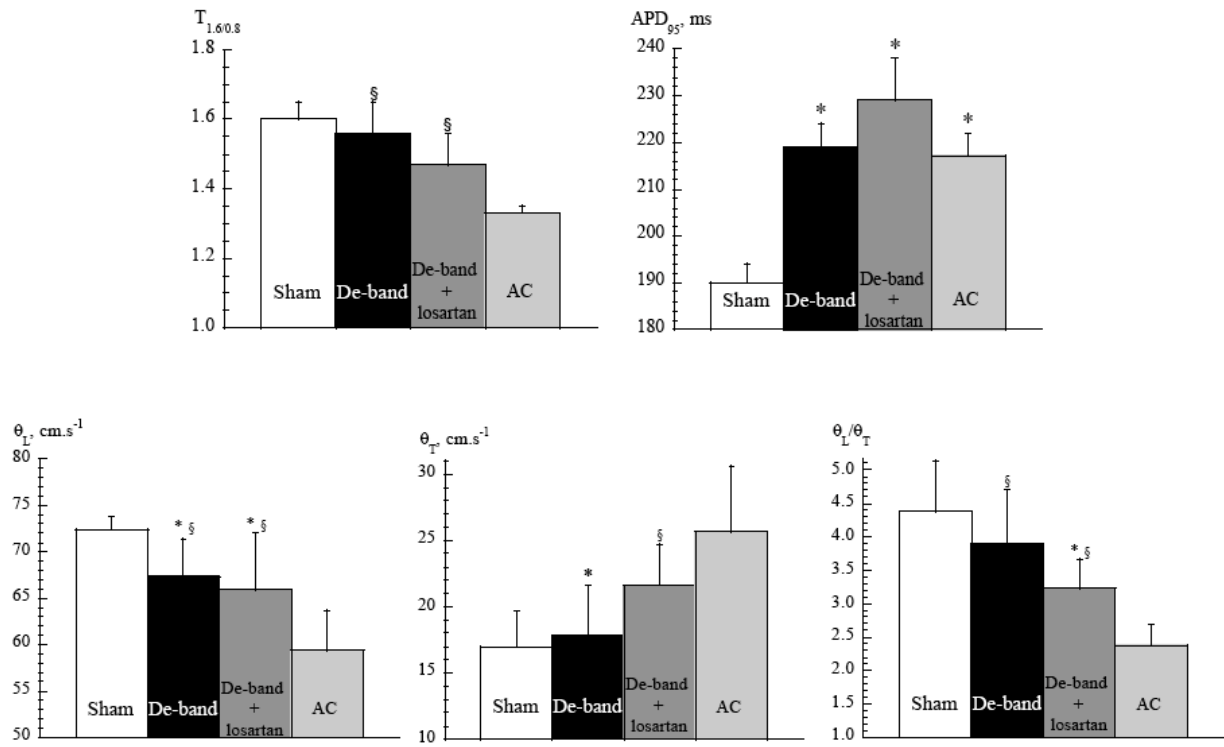 T1.6/0.8
1.8
1.6
1.4
1.2
1.0
§
§
Sham
De-band
De-band
+
losartan
AC
APD95, ms
240
230
220
210
200
190
180
*
*
*
Sham
De-band
De-band
+
losartan
AC
θL, cm.s-1
80
75
70
65
60
55
50
* §
* §
Sham
De-band
De-band
+
losartan
AC
θT, cm.s-1
30
25
20
15
10
*
§
Sham
De-band
De-band
+
losartan
AC
θL/θT
5.0
4.5
4.0
3.5
3.0
2.5
2.0
1.5
1.0
§
* §
Sham
De-band
De-band
+
losartan
AC